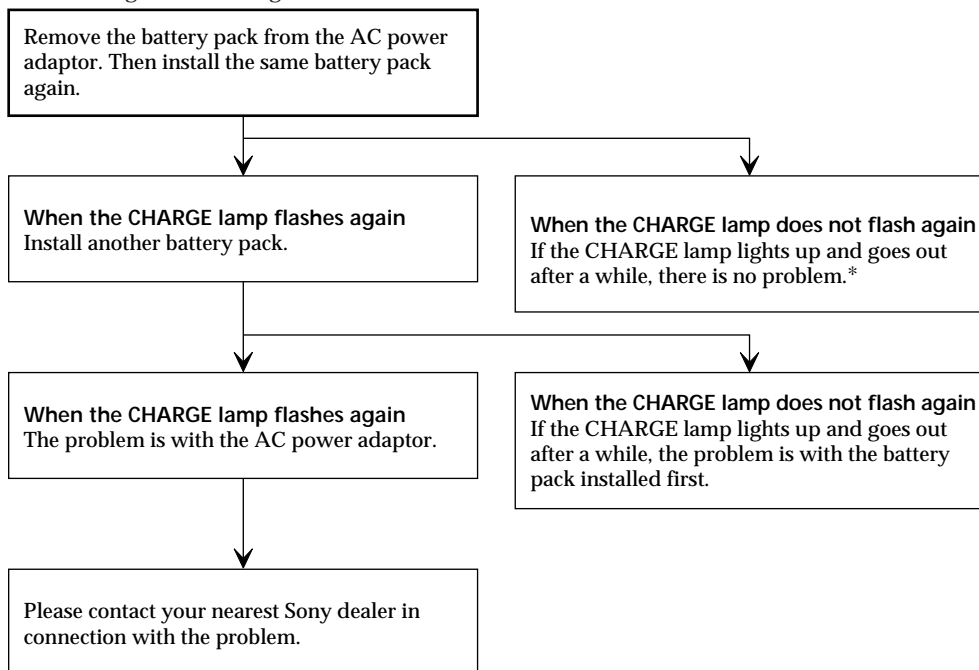 Remove the battery pack from the AC power
adaptor. Then install the same battery pack
again.
When the CHARGE lamp flashes again
Install another battery pack.
When the CHARGE lamp does not flash again
If the CHARGE lamp lights up and goes out
after a while, there is no problem.*
When the CHARGE lamp flashes again
The problem is with the AC power adaptor.
When the CHARGE lamp does not flash again
If the CHARGE lamp lights up and goes out
after a while, the problem is with the battery
pack installed first.
Please contact your nearest Sony dealer in
connection with the problem.